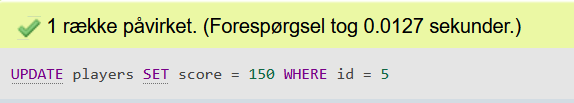 1 række påvirket. (Forespørgsel tog 0.0127 sekunder.)
UPDATE players SET score = 150 WHERE id = 5